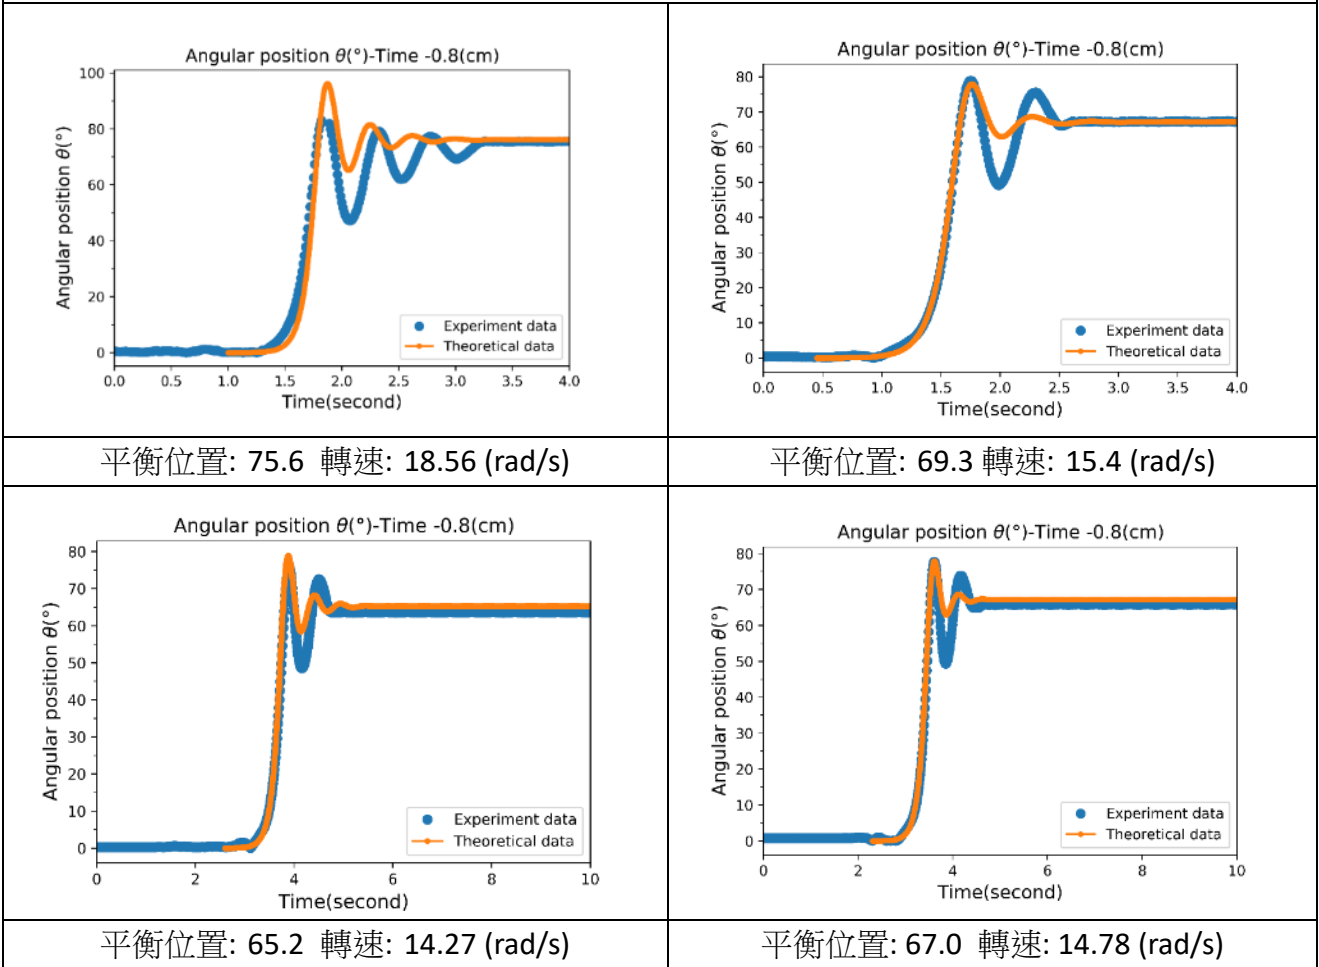 Angular position θ(°)-Time -0.8(cm)
100
80
60
40
20
0
Angular position θ(°)
Experiment data
Theoretical data
0.0 0.5 1.0 1.5 2.0 2.5 3.0 3.5 4.0
Time(second)
Angular position θ(°)-Time -0.8(cm)
80
70
60
50
40
30
20
10
0
Angular position θ(°)
Experiment data
Theoretical data
0.0 0.5 1.0 1.5 2.0 2.5 3.0 3.5 4.0
Time(second)
平衡位置: 75.6 轉速: 18.56 (rad/s)
平衡位置: 69.3 轉速: 15.4 (rad/s)
Angular position θ(°)-Time -0.8(cm)
80
70
60
50
40
30
20
10
0
Angular position θ(°)
Experiment data
Theoretical data
0 2 4 6 8 10
Time(second)
Angular position θ(°)-Time -0.8(cm)
80
70
60
50
40
30
20
10
0
Angular position θ(°)
Experiment data
Theoretical data
0 2 4 6 8 10
Time(second)
平衡位置: 65.2 轉速: 14.27 (rad/s)
平衡位置: 67.0 轉速: 14.78 (rad/s)